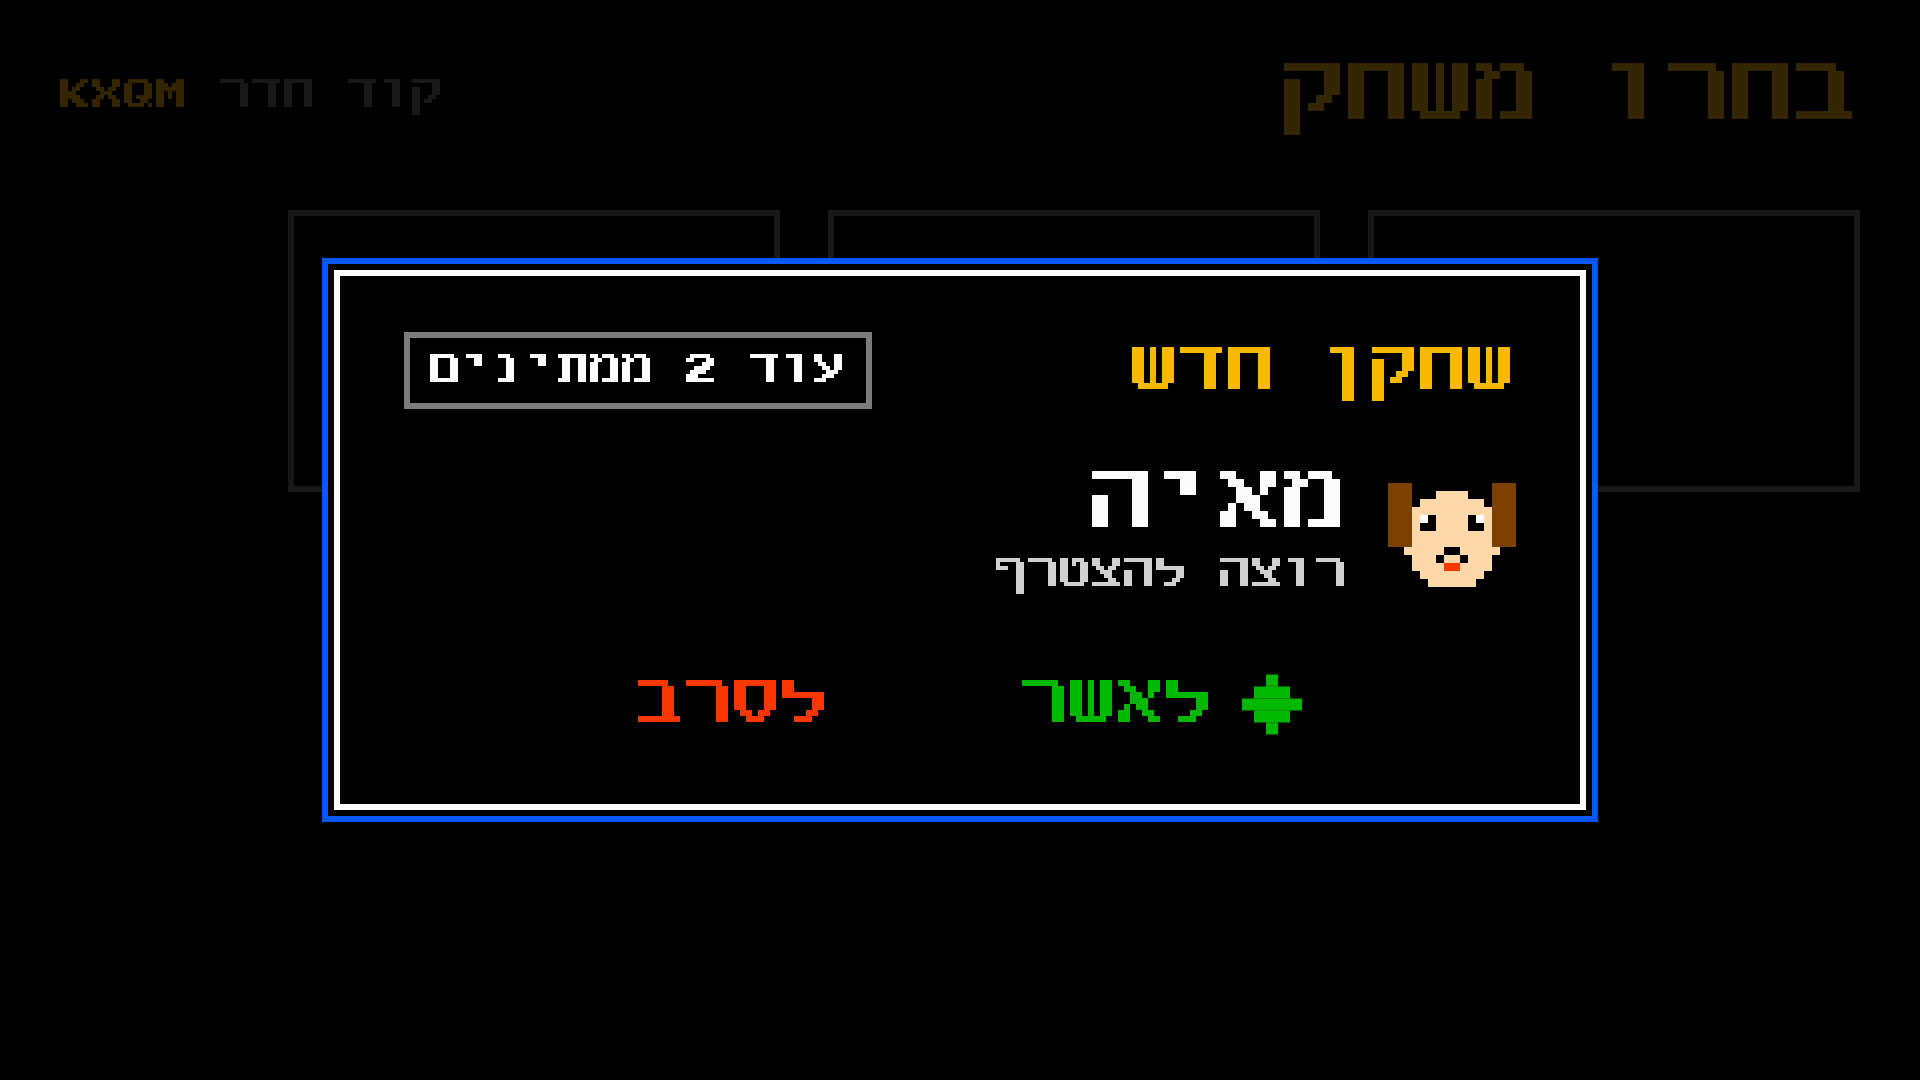 בחרו משחק
קוד חדר KXQM
שחקן חדש
עוד 2 ממתינים
מאיה
רוצה להצטרף
לאשר
לסרב